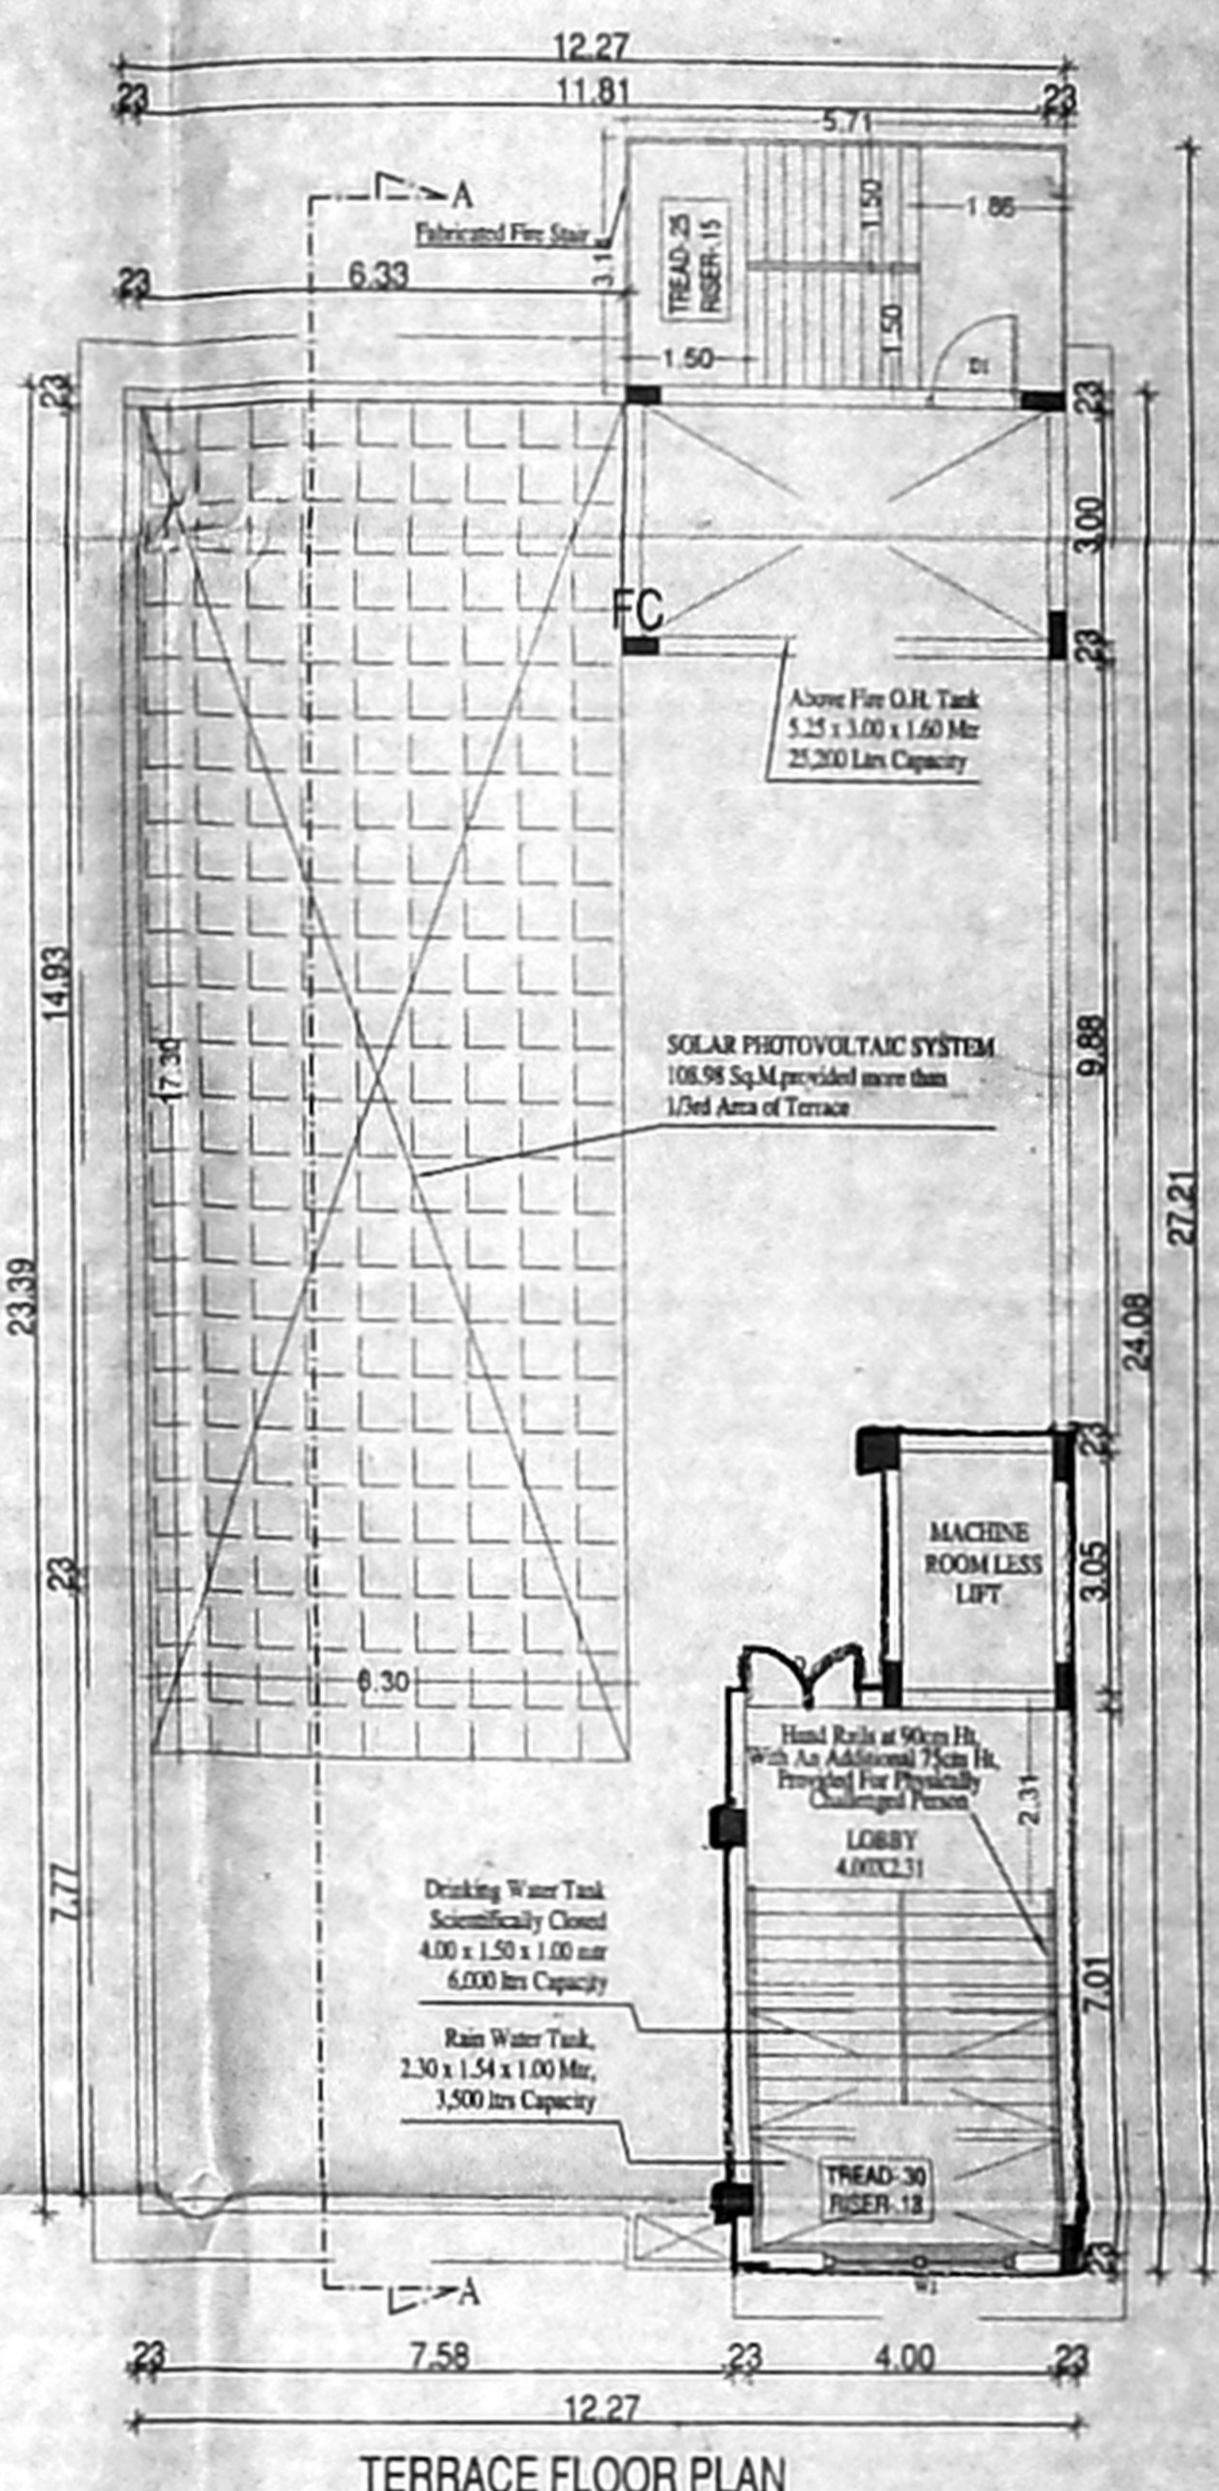 12.27
23
11.81
23
5.71
A
Fabricated Fire Stair
TREAD-.25
RISER-.15
1.50
1.86
3.1
23
6.33
1.50
1.50
D1
23
23
3.00
FC
23
Above Fire O.H. Tank
5.25 x 3.00 x 1.60 Mtr
25,200 Ltrs Capacity
14.93
17.30
SOLAR PHOTOVOLTAIC SYSTEM
108.98 Sq.M.provided more than
1/3rd Area of Terrace
9.88
27.21
23.39
24.08
23
MACHINE
ROOM LESS
LIFT
3.05
23
6.30
D
Hand Rails at 90cm Ht,
With An Additional 75cm Ht,
Provided For Physically
Challenged Person
2.31
LOBBY
4.00X2.31
7.77
Drinking Water Tank
Scientifically Closed
4.00 x 1.50 x 1.00 mtr
6,000 ltrs Capacity
7.01
Rain Water Tank,
2.30 x 1.54 x 1.00 Mtr,
3,500 ltrs Capacity
TREAD-.30
RISER-.18
23
W1
A
23
7.58
23
4.00
23
12.27
TERRACE FLOOR PLAN